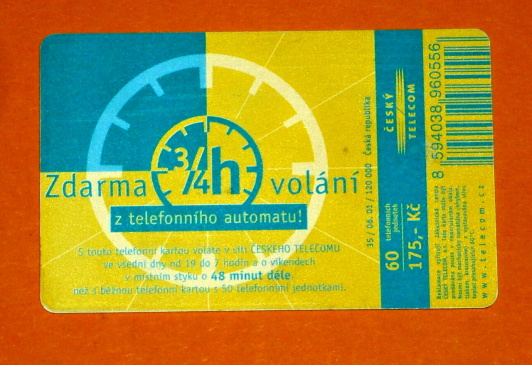 Zdarma 3/4h volání
z telefonního automatu!
S touto telefonní kartou voláte v síti ČESKÉHO TELECOMU
ve všední dny od 19 do 7 hodin a o víkendech
v místním styku o 48 minut déle,
než s běžnou telefonní kartou s 50 telefonními jednotkami.
35 / 06. 01 / 120 000 Česká republika
ČESKÝ
TELECOM
60 telefonních
jednotek
175,- Kč
8 594038 960556
www.telecom.cz